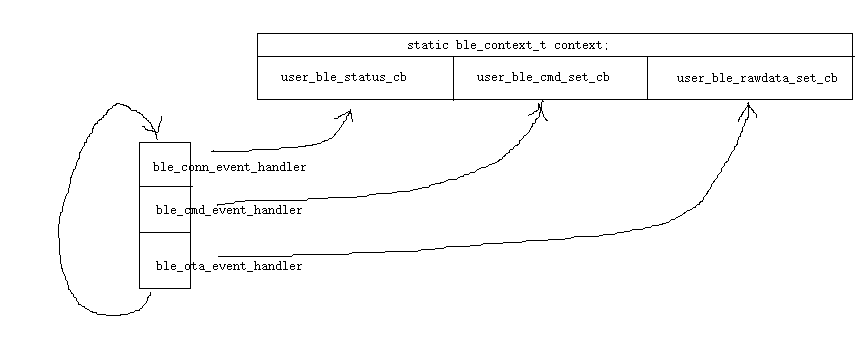 static ble_context_t context;
user_ble_status_cb
user_ble_cmd_set_cb
user_ble_rawdata_set_cb
ble_conn_event_handler
ble_cmd_event_handler
ble_ota_event_handler